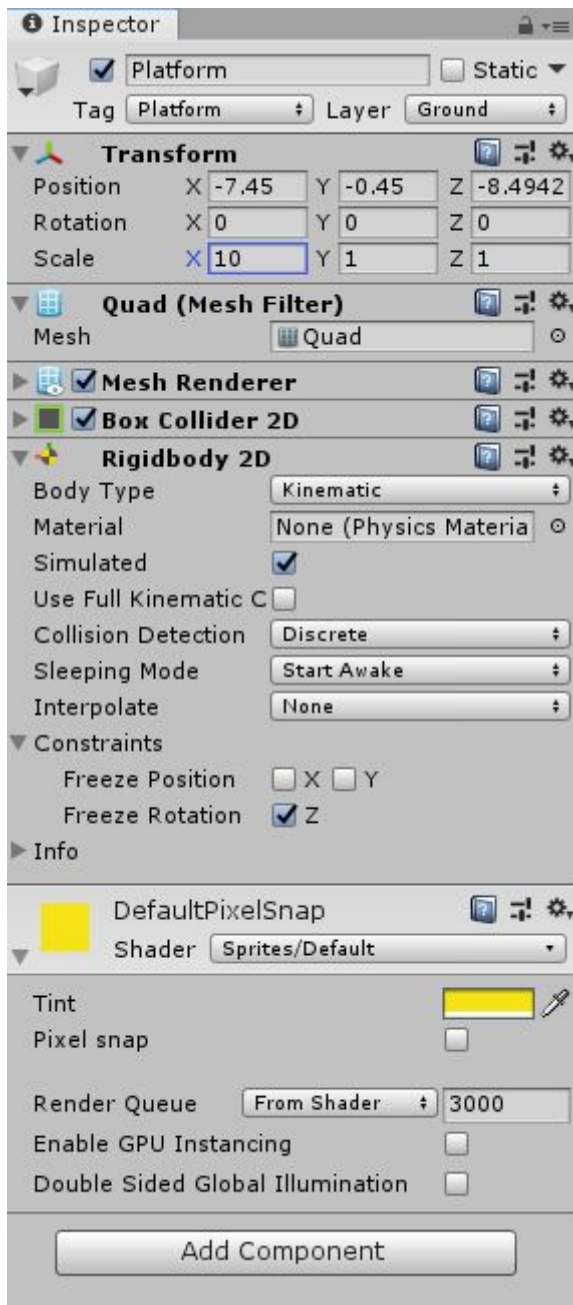 Inspector
Platform Static
Tag Platform Layer Ground
Transform
Position X -7.45 Y -0.45 Z -8.4942
Rotation X 0 Y 0 Z 0
Scale X 10 Y 1 Z 1
Quad (Mesh Filter)
Mesh Quad
Mesh Renderer
Box Collider 2D
Rigidbody 2D
Body Type Kinematic
Material None (Physics Materia
Simulated
Use Full Kinematic C
Collision Detection Discrete
Sleeping Mode Start Awake
Interpolate None
Constraints
Freeze Position X Y
Freeze Rotation Z
Info
DefaultPixelSnap
Shader Sprites/Default
Tint
Pixel snap
Render Queue From Shader 3000
Enable GPU Instancing
Double Sided Global Illumination
Add Component